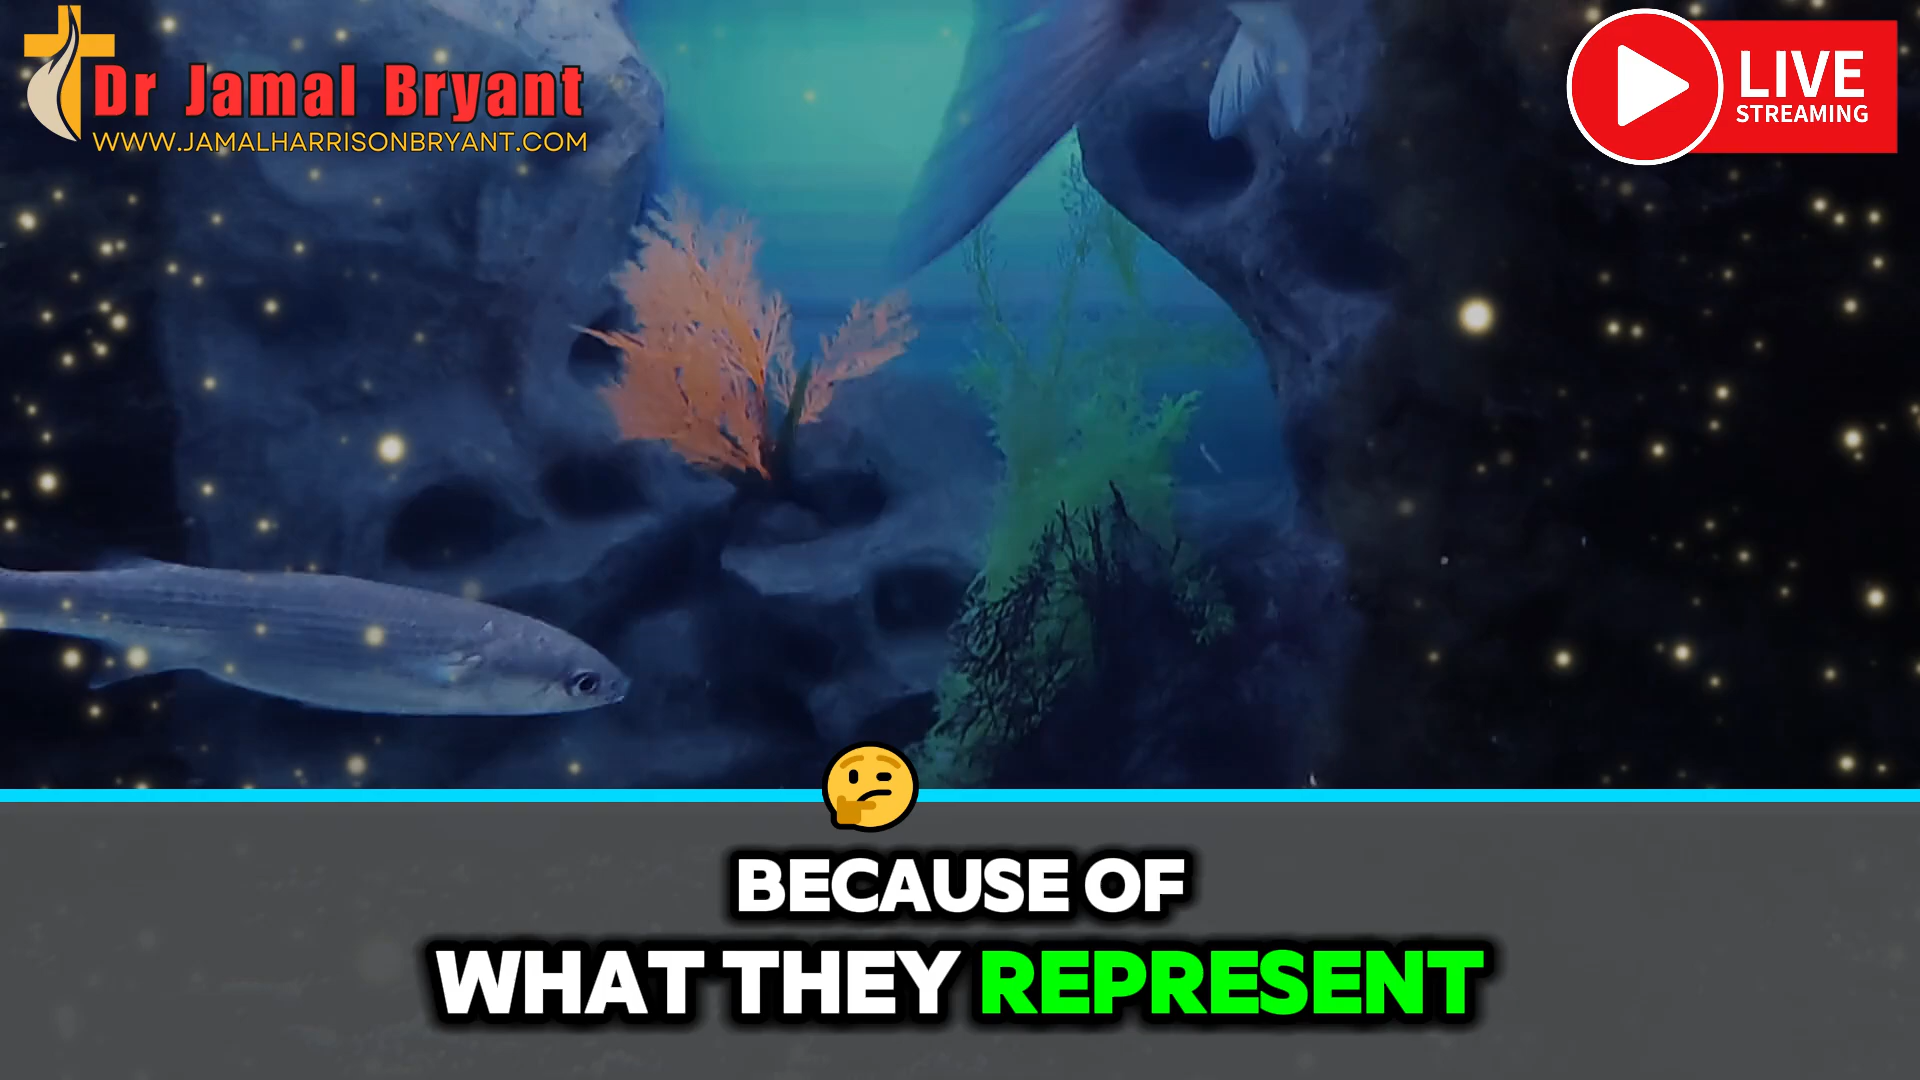 Dr Jamal Bryant
WWW.JAMALHARRISONBRYANT.COM
LIVE
STREAMING
BECAUSE OF
WHAT THEY REPRESENT